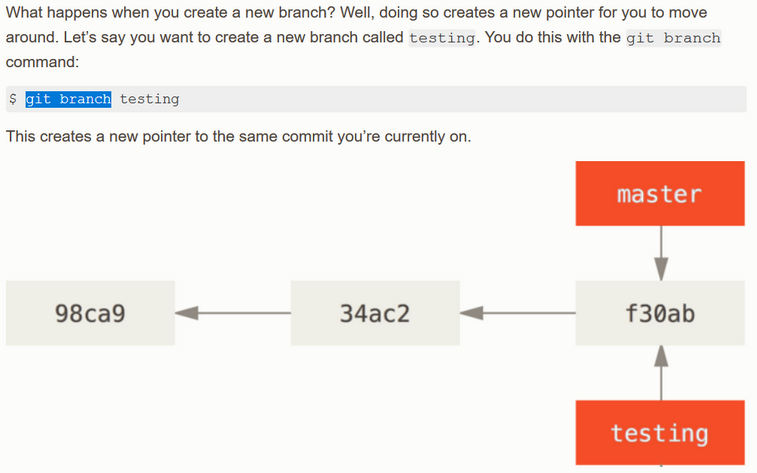 What happens when you create a new branch? Well, doing so creates a new pointer for you to move
around. Let’s say you want to create a new branch called testing. You do this with the git branch
command:
$ git branch testing
This creates a new pointer to the same commit you’re currently on.
master
98ca9
34ac2
f30ab
testing